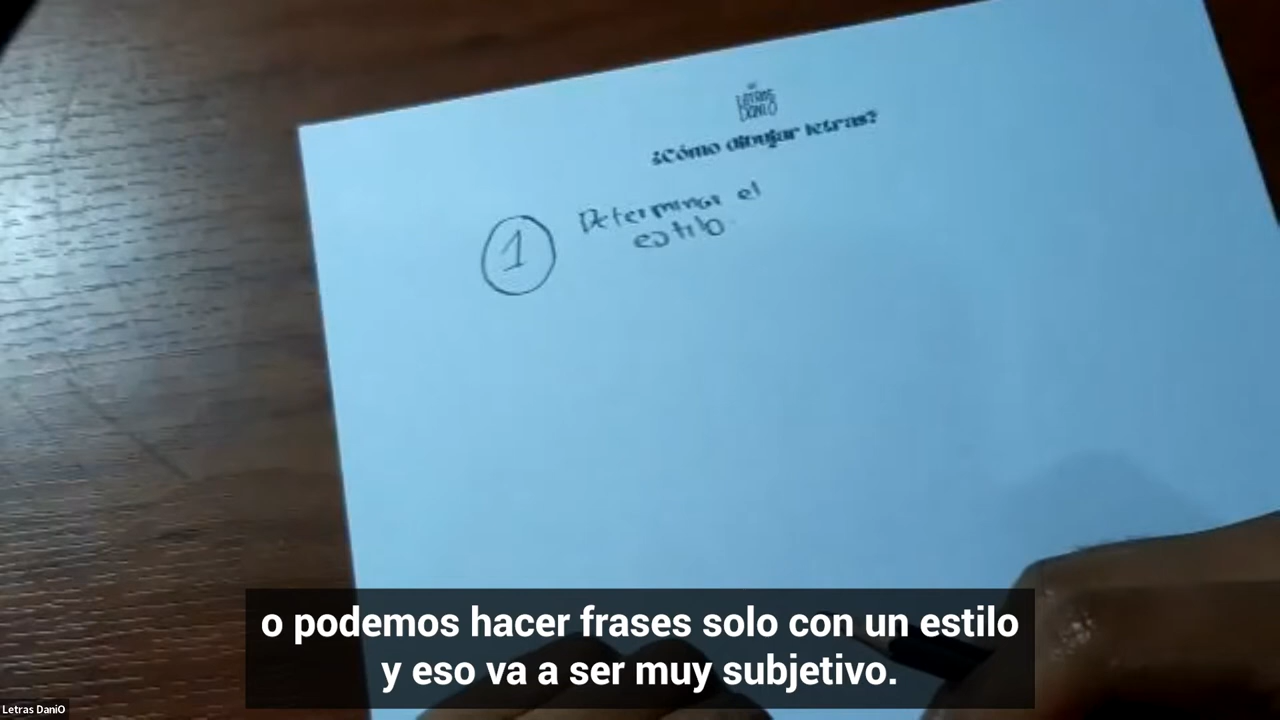 LETRAS
DANIO
¿Cómo dibujar letras?
1 Determinar el
estilo
o podemos hacer frases solo con un estilo
y eso va a ser muy subjetivo.
Letras DaniO